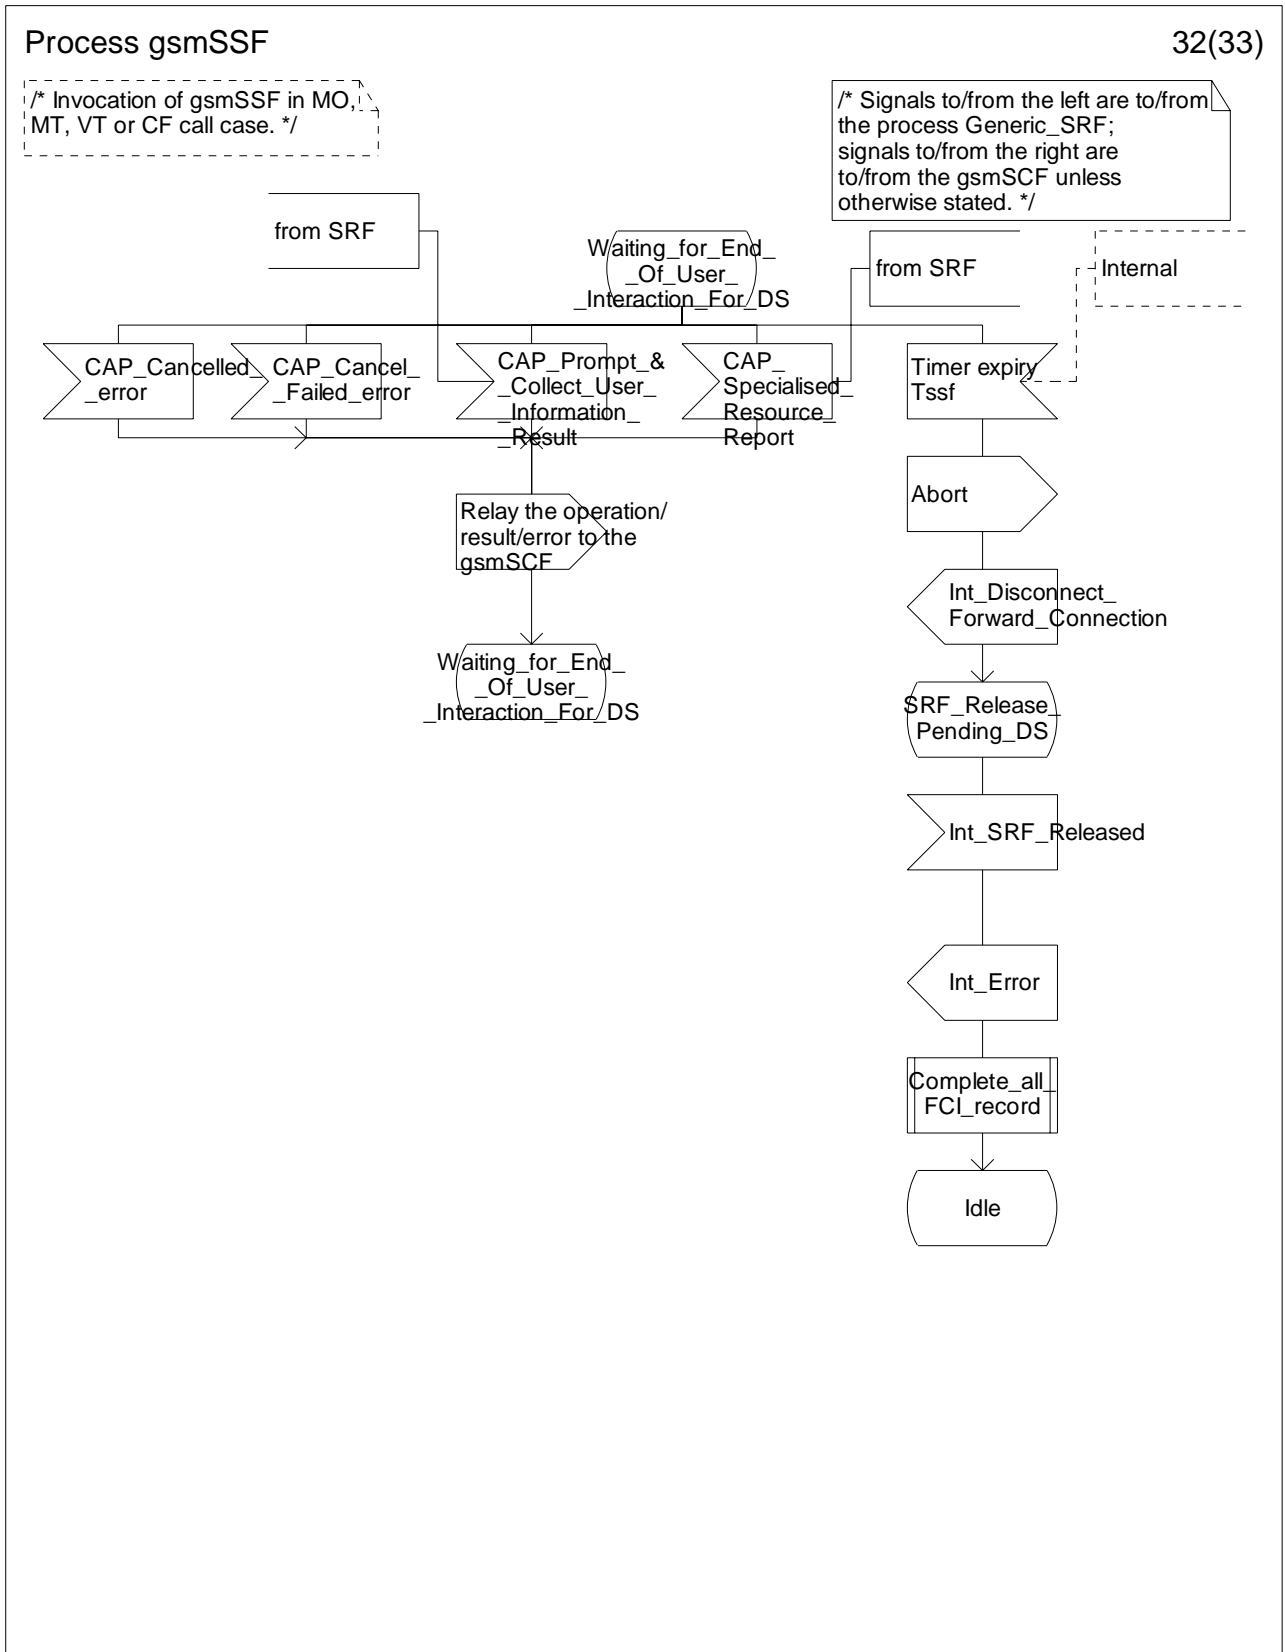 Process gsmSSF
32(33)
/* Invocation of gsmSSF in MO,
MT, VT or CF call case. */
/* Signals to/from the left are to/from
the process Generic_SRF;
signals to/from the right are
to/from the gsmSCF unless
otherwise stated. */
from SRF
Waiting_for_End_
_Of_User_
_Interaction_For_DS
from SRF
Internal
CAP_Cancelled_
_error
CAP_Cancel_
_Failed_error
CAP_Prompt_&
_Collect_User_
_Information_
_Result
CAP_
Specialised_
Resource_
Report
Timer expiry
Tssf
Abort
Relay the operation/
result/error to the
gsmSCF
Int_Disconnect_
Forward_Connection
Waiting_for_End_
_Of_User_
_Interaction_For_DS
SRF_Release_
Pending_DS
Int_SRF_Released
Int_Error
Complete_all_
FCI_record
Idle